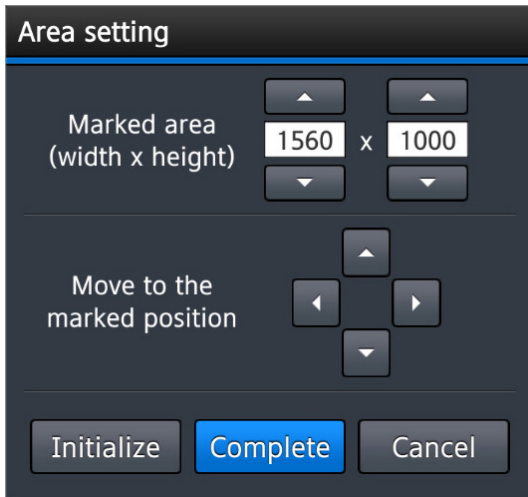 Area setting
Marked area
(width x height)
1560 x 1000
Move to the
marked position
Initialize Complete Cancel